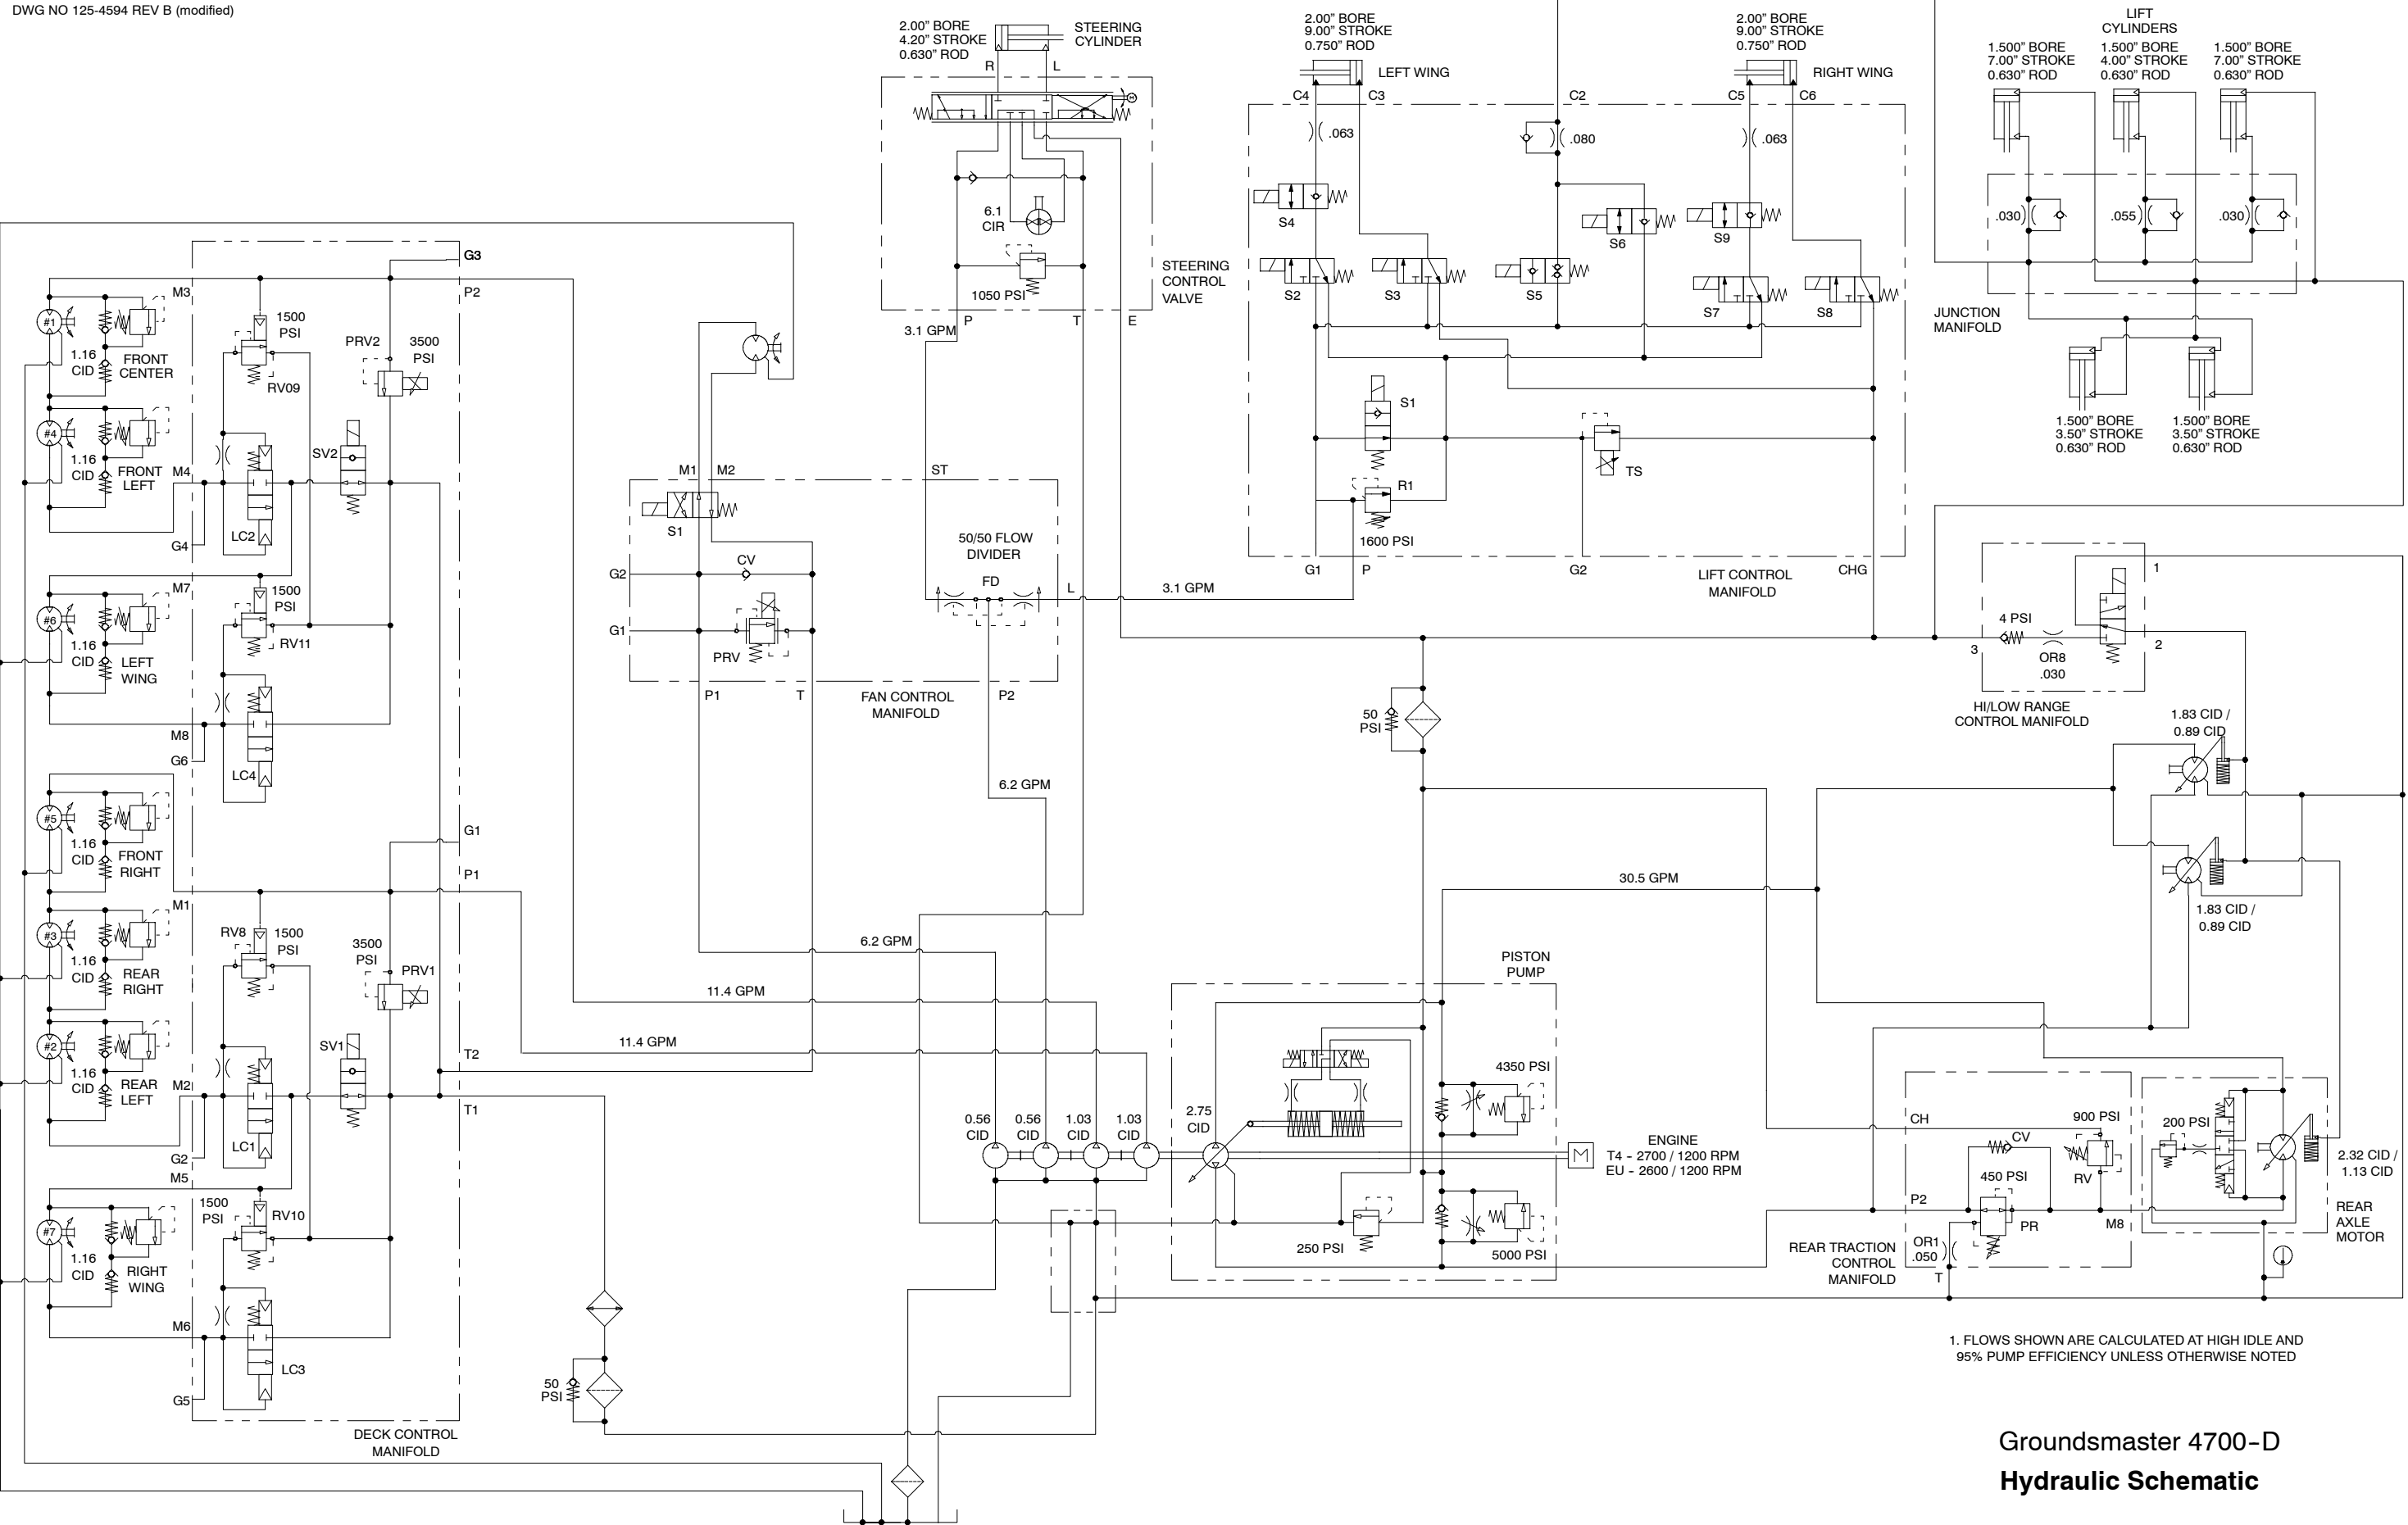 DWG NO 125-4594 REV B (modified)
2.00” BORE
4.20” STROKE
0.630” ROD
STEERING
CYLINDER
R
L
6.1
CIR
1050 PSI
STEERING
CONTROL
VALVE
P
T
E
3.1 GPM
2.00” BORE
9.00” STROKE
0.750” ROD
LEFT WING
2.00” BORE
9.00” STROKE
0.750” ROD
RIGHT WING
C4
C3
C2
C5
C6
.063
.080
.063
S4
S6
S9
S2
S3
S5
S7
S8
S1
TS
R1
1600 PSI
G1
P
G2
CHG
LIFT CONTROL
MANIFOLD
LIFT
CYLINDERS
1.500” BORE
7.00” STROKE
0.630” ROD
1.500” BORE
4.00” STROKE
0.630” ROD
1.500” BORE
7.00” STROKE
0.630” ROD
.030
.055
.030
JUNCTION
MANIFOLD
1.500” BORE
3.50” STROKE
0.630” ROD
1.500” BORE
3.50” STROKE
0.630” ROD
G3
P2
M3
#1
1.16
CID
FRONT
CENTER
1500
PSI
RV09
PRV2
3500
PSI
#4
1.16
CID
FRONT
LEFT
M4
SV2
LC2
G4
M7
#6
1.16
CID
LEFT
WING
1500
PSI
RV11
M8
G6
LC4
#5
1.16
CID
FRONT
RIGHT
G1
P1
M1
#3
1.16
CID
REAR
RIGHT
RV8
1500
PSI
3500
PSI
PRV1
#2
1.16
CID
REAR
LEFT
M2
SV1
LC1
T2
T1
G2
M5
#7
1.16
CID
RIGHT
WING
1500
PSI
RV10
M6
LC3
G5
DECK CONTROL
MANIFOLD
M1
M2
ST
S1
50/50 FLOW
DIVIDER
CV
G2
FD
L
3.1 GPM
G1
PRV
P1
T
P2
FAN CONTROL
MANIFOLD
6.2 GPM
6.2 GPM
11.4 GPM
11.4 GPM
50
PSI
50
PSI
4 PSI
OR8
.030
1
2
3
HI/LOW RANGE
CONTROL MANIFOLD
1.83 CID /
0.89 CID
1.83 CID /
0.89 CID
30.5 GPM
PISTON
PUMP
4350 PSI
0.56
CID
0.56
CID
1.03
CID
1.03
CID
2.75
CID
M
ENGINE
T4 - 2700 / 1200 RPM
EU - 2600 / 1200 RPM
250 PSI
5000 PSI
CH
900 PSI
CV
450 PSI
RV
P2
PR
M8
OR1
.050
T
REAR TRACTION
CONTROL
MANIFOLD
200 PSI
2.32 CID /
1.13 CID
REAR
AXLE
MOTOR
1. FLOWS SHOWN ARE CALCULATED AT HIGH IDLE AND
95% PUMP EFFICIENCY UNLESS OTHERWISE NOTED
Groundsmaster 4700-D
Hydraulic Schematic